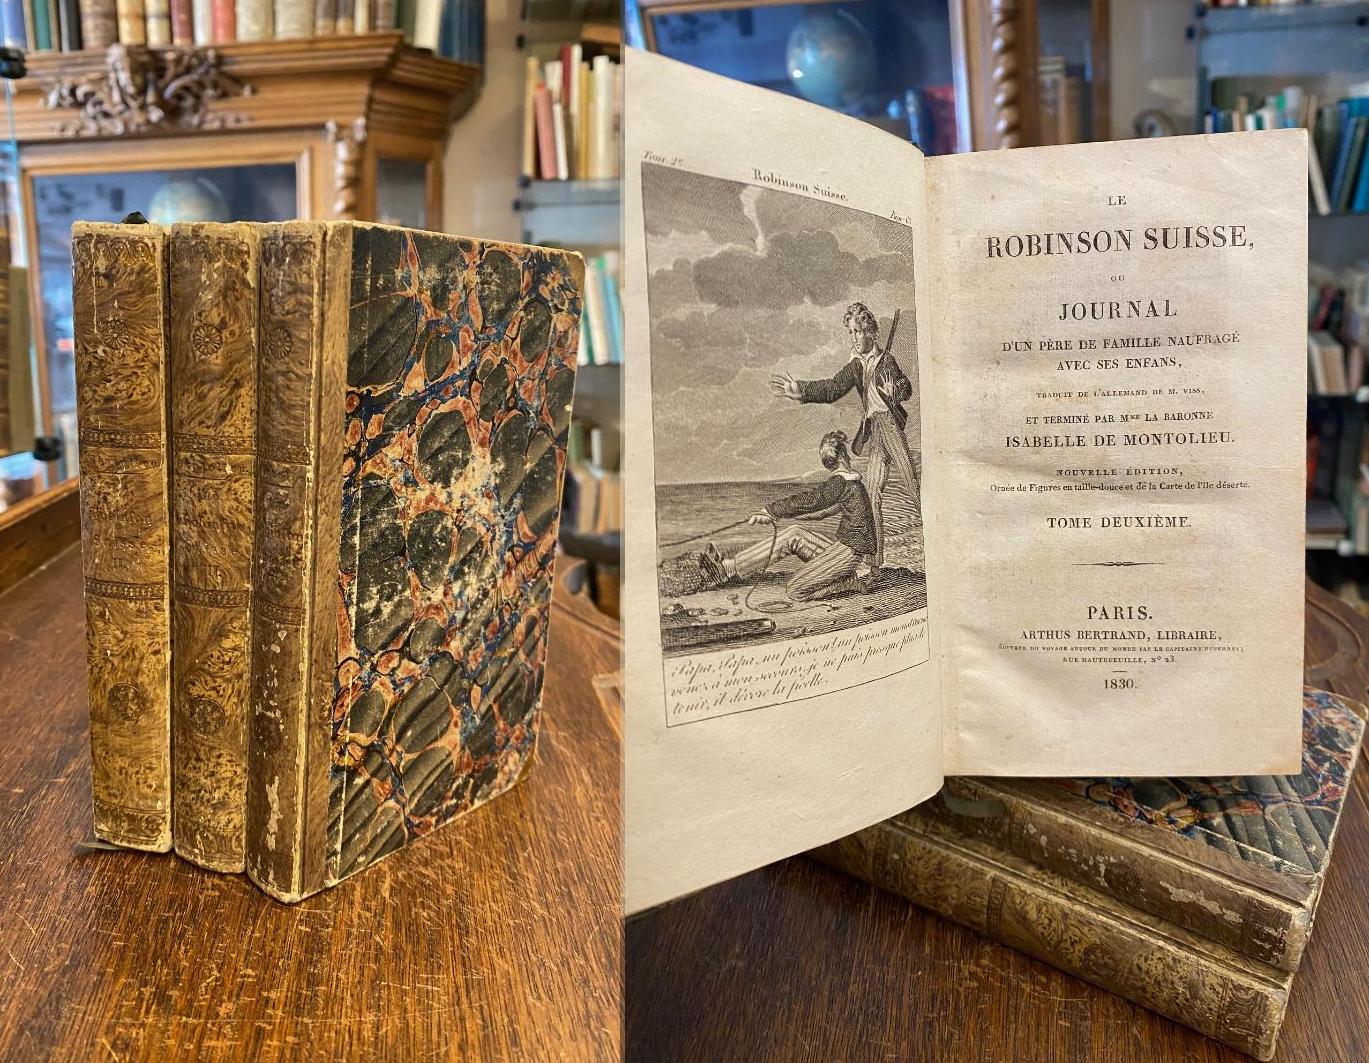 Tom. 2e.
Robinson Suisse.
Papa, Papa, un poisson! un poisson monstrueux
venez à mon secours, je ne puis presque plus le
tenir, il dévore la ficelle.
LE
ROBINSON SUISSE,
OU
JOURNAL
D'UN PÈRE DE FAMILLE NAUFRAGÉ
AVEC SES ENFANS,
TRADUIT DE L'ALLEMAND DE M. VISS,
ET TERMINÉ PAR Mme LA BARONNE
ISABELLE DE MONTOLIEU.
NOUVELLE ÉDITION,
Ornée de Figures en taille-douce et de la Carte de l'île déserte.
TOME DEUXIÈME.
PARIS.
ARTHUS BERTRAND, LIBRAIRE,
ÉDITEUR DU VOYAGE AUTOUR DU MONDE PAR LE CAPITAINE DUPERREY;
RUE HAUTEFEUILLE, N° 23.
1830.